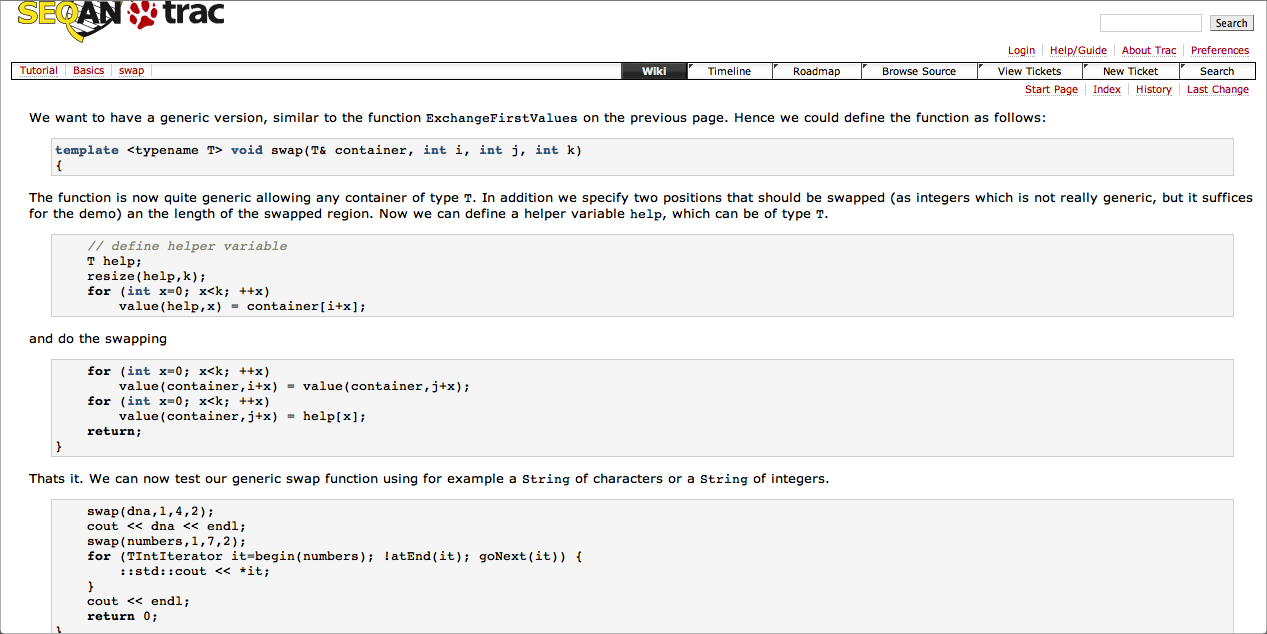 SEQAN trac
Search
Login Help/Guide About Trac Preferences
Tutorial Basics swap Wiki Timeline Roadmap Browse Source View Tickets New Ticket Search
Start Page Index History Last Change
We want to have a generic version, similar to the function ExchangeFirstValues on the previous page. Hence we could define the function as follows:
template <typename T> void swap(T& container, int i, int j, int k)
{
The function is now quite generic allowing any container of type T. In addition we specify two positions that should be swapped (as integers which is not really generic, but it suffices
for the demo) an the length of the swapped region. Now we can define a helper variable help, which can be of type T.
// define helper variable
T help;
resize(help,k);
for (int x=0; x<k; ++x)
value(help,x) = container[i+x];
and do the swapping
for (int x=0; x<k; ++x)
value(container,i+x) = value(container,j+x);
for (int x=0; x<k; ++x)
value(container,j+x) = help[x];
return;
}
Thats it. We can now test our generic swap function using for example a String of characters or a String of integers.
swap(dna,1,4,2);
cout << dna << endl;
swap(numbers,1,7,2);
for (TIntIterator it=begin(numbers); !atEnd(it); goNext(it)) {
::std::cout << *it;
}
cout << endl;
return 0;
}